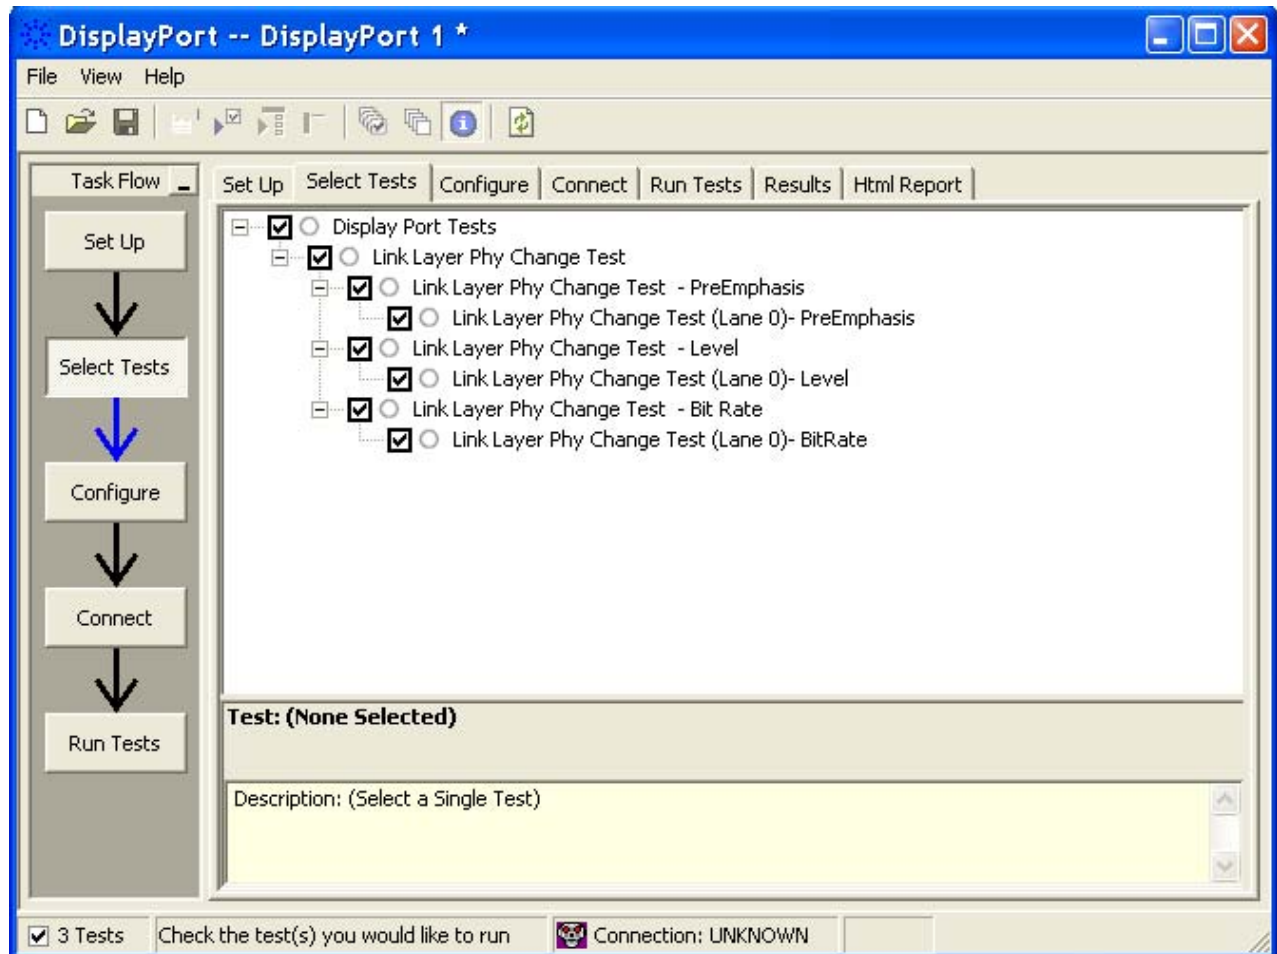 DisplayPort -- DisplayPort 1 *
File View Help
Task Flow
Set Up
Select Tests
Configure
Connect
Run Tests
Set Up Select Tests Configure Connect Run Tests Results Html Report
Display Port Tests
Link Layer Phy Change Test
Link Layer Phy Change Test - PreEmphasis
Link Layer Phy Change Test (Lane 0)- PreEmphasis
Link Layer Phy Change Test - Level
Link Layer Phy Change Test (Lane 0)- Level
Link Layer Phy Change Test - Bit Rate
Link Layer Phy Change Test (Lane 0)- BitRate
Test: (None Selected)
Description: (Select a Single Test)
3 Tests Check the test(s) you would like to run Connection: UNKNOWN